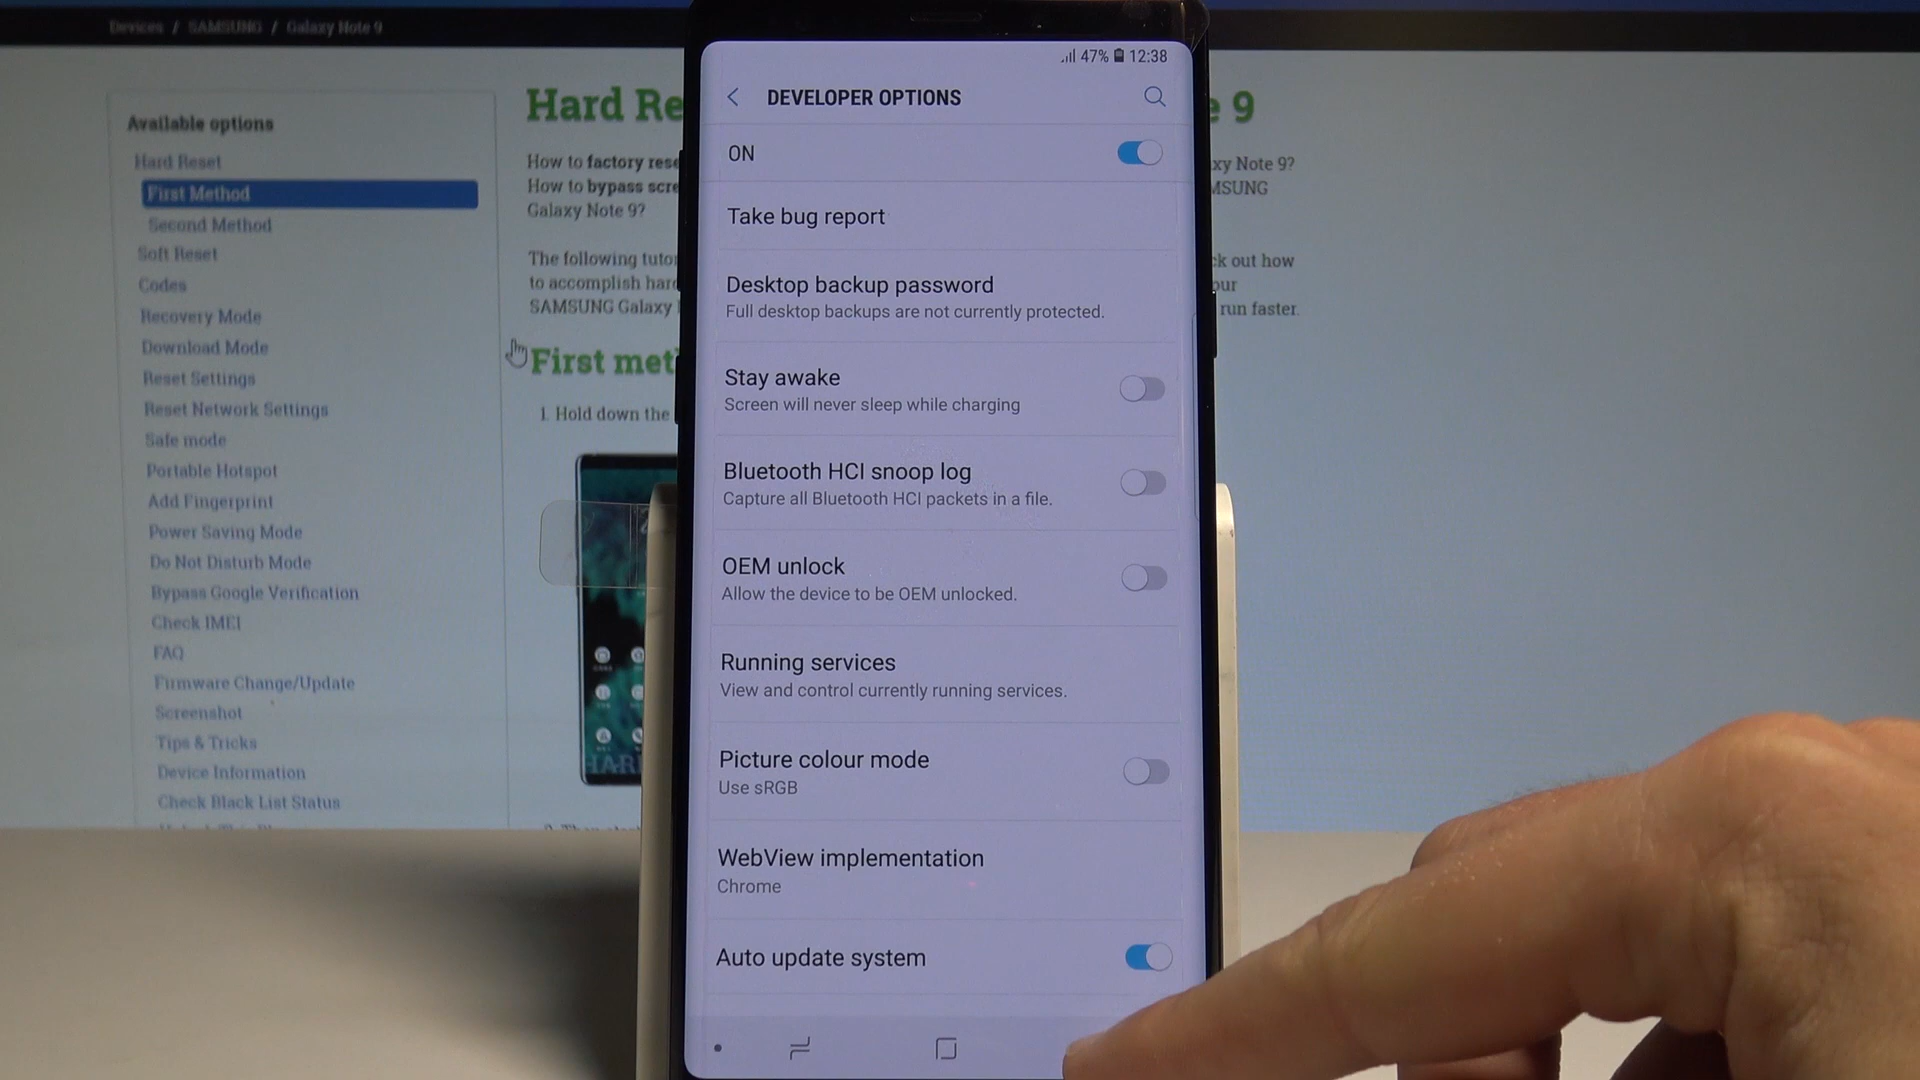 Devices / SAMSUNG / Galaxy Note 9
Available options
Hard Reset
First Method
Second Method
Soft Reset
Codes
Recovery Mode
Download Mode
Reset Settings
Reset Network Settings
Safe mode
Portable Hotspot
Add Fingerprint
Power Saving Mode
Do Not Disturb Mode
Bypass Google Verification
Check IMEI
FAQ
Firmware Change/Update
Screenshot
Tips & Tricks
Device Information
Check Black List Status
Hard Re
e 9
How to factory rese
xy Note 9?
How to bypass scre
MSUNG
Galaxy Note 9?
The following tuto
ck out how
to accomplish hard
our
SAMSUNG Galaxy
run faster.
First met
1. Hold down the
HAR
47% 12:38
DEVELOPER OPTIONS
ON
Take bug report
Desktop backup password
Full desktop backups are not currently protected.
Stay awake
Screen will never sleep while charging
Bluetooth HCI snoop log
Capture all Bluetooth HCI packets in a file.
OEM unlock
Allow the device to be OEM unlocked.
Running services
View and control currently running services.
Picture colour mode
Use sRGB
WebView implementation
Chrome
Auto update system